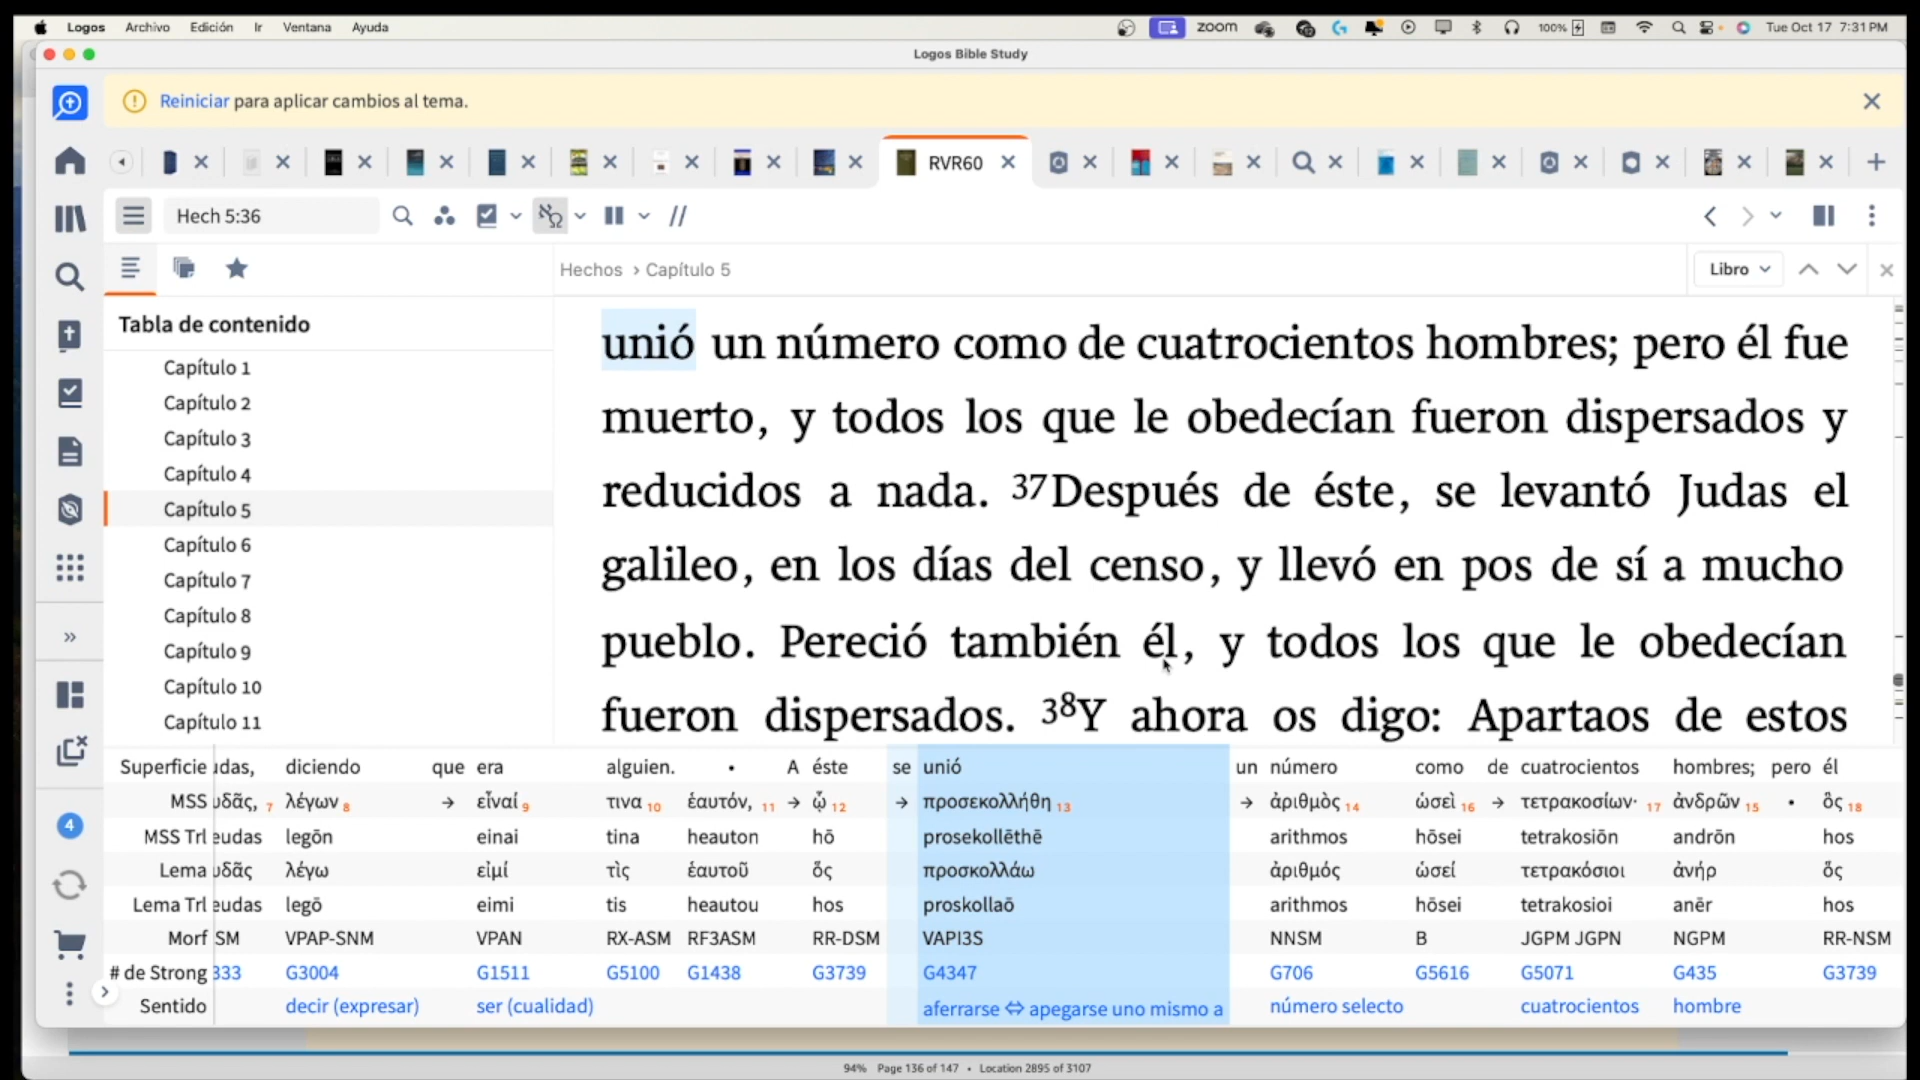 Logos Archivo Edición Ir Ventana Ayuda zoom 100% Tue Oct 17 7:31 PM
Logos Bible Study
Reiniciar para aplicar cambios al tema.
RVR60
Hech 5:36
Hechos › Capítulo 5 Libro
Tabla de contenido
Capítulo 1
Capítulo 2
Capítulo 3
Capítulo 4
Capítulo 5
Capítulo 6
Capítulo 7
Capítulo 8
Capítulo 9
Capítulo 10
Capítulo 11
unió un número como de cuatrocientos hombres; pero él fue
muerto, y todos los que le obedecían fueron dispersados y
reducidos a nada. 37Después de éste, se levantó Judas el
galileo, en los días del censo, y llevó en pos de sí a mucho
pueblo. Pereció también él, y todos los que le obedecían
fueron dispersados. 38Y ahora os digo: Apartaos de estos
Superficie udas, diciendo que era alguien. • A éste se unió un número como de cuatrocientos hombres; pero él
MSS υδᾶς, 7 λέγων 8 → εἶναί 9 τινα 10 ἑαυτόν, 11 → ᾧ 12 → προσεκολλήθη 13 → ἀριθμὸς 14 ὡσεὶ 16 → τετρακοσίων· 17 ἀνδρῶν 15 • ὃς 18
MSS Trl eudas legōn einai tina heauton hō prosekollēthē arithmos hōsei tetrakosiōn andrōn hos
Lema υδᾶς λέγω εἰμί τὶς ἑαυτοῦ ὅς προσκολλάω ἀριθμός ὡσεί τετρακόσιοι ἀνήρ ὅς
Lema Trl eudas legō eimi tis heautou hos proskollaō arithmos hōsei tetrakosioi anēr hos
Morf SM VPAP-SNM VPAN RX-ASM RF3ASM RR-DSM VAPI3S NNSM B JGPM JGPN NGPM RR-NSM
# de Strong 333 G3004 G1511 G5100 G1438 G3739 G4347 G706 G5616 G5071 G435 G3739
Sentido decir (expresar) ser (cualidad) aferrarse ⇔ apegarse uno mismo a número selecto cuatrocientos hombre
4
94% Page 136 of 147 • Location 2895 of 3107